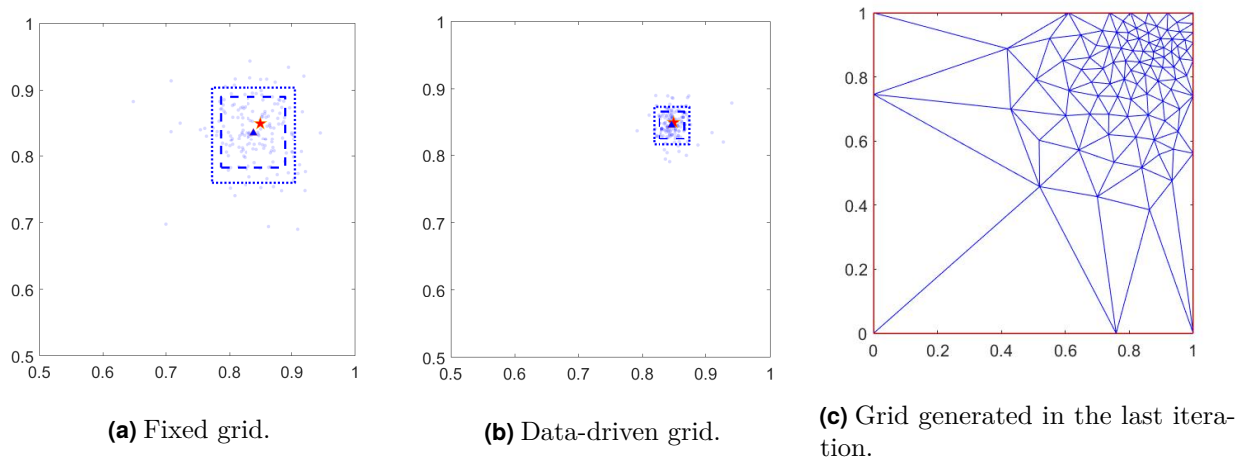 1
0.9
0.8
0.7
0.6
0.5
0.5 0.6 0.7 0.8 0.9 1
(a) Fixed grid.
1
0.9
0.8
0.7
0.6
0.5
0.5 0.6 0.7 0.8 0.9 1
(b) Data-driven grid.
1
0.8
0.6
0.4
0.2
0
0 0.2 0.4 0.6 0.8 1
(c) Grid generated in the last itera-
tion.